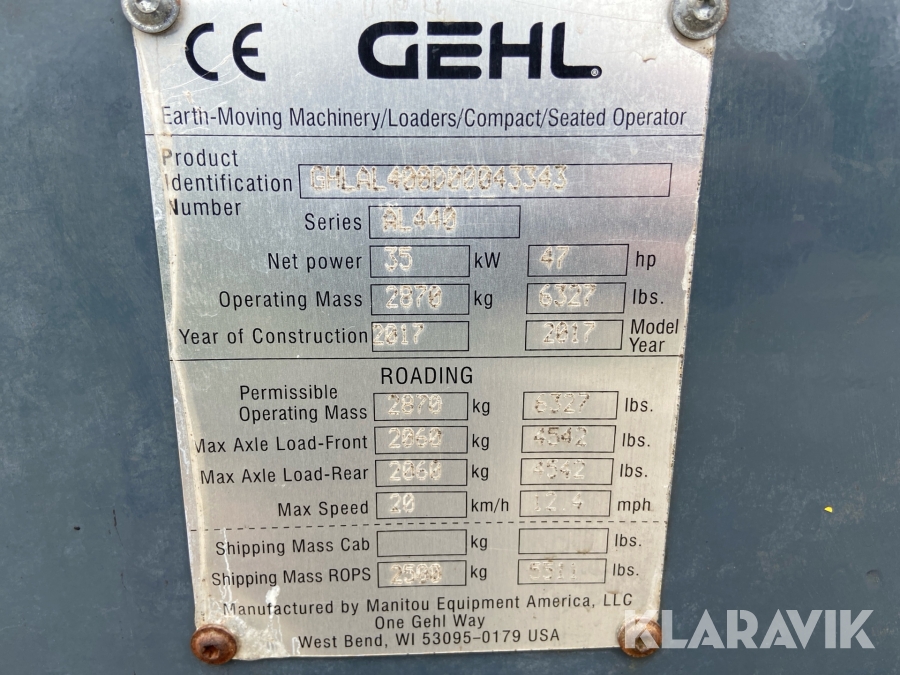 CE GEHL®
Earth-Moving Machinery/Loaders/Compact/Seated Operator
Product Identification Number GHLAL408D00043343
Series AL440
Net power 35 kW 47 hp
Operating Mass 2870 kg 6327 lbs.
Year of Construction 2017 2017 Model Year
ROADING
Permissible Operating Mass 2870 kg 6327 lbs.
Max Axle Load-Front 2060 kg 4542 lbs.
Max Axle Load-Rear 2060 kg 4542 lbs.
Max Speed 20 km/h 12.4 mph
Shipping Mass Cab kg lbs.
Shipping Mass ROPS kg lbs.
Manufactured by Manitou Equipment America, LLC
One Gehl Way
West Bend, WI 53095-0179 USA
KLARAVIK